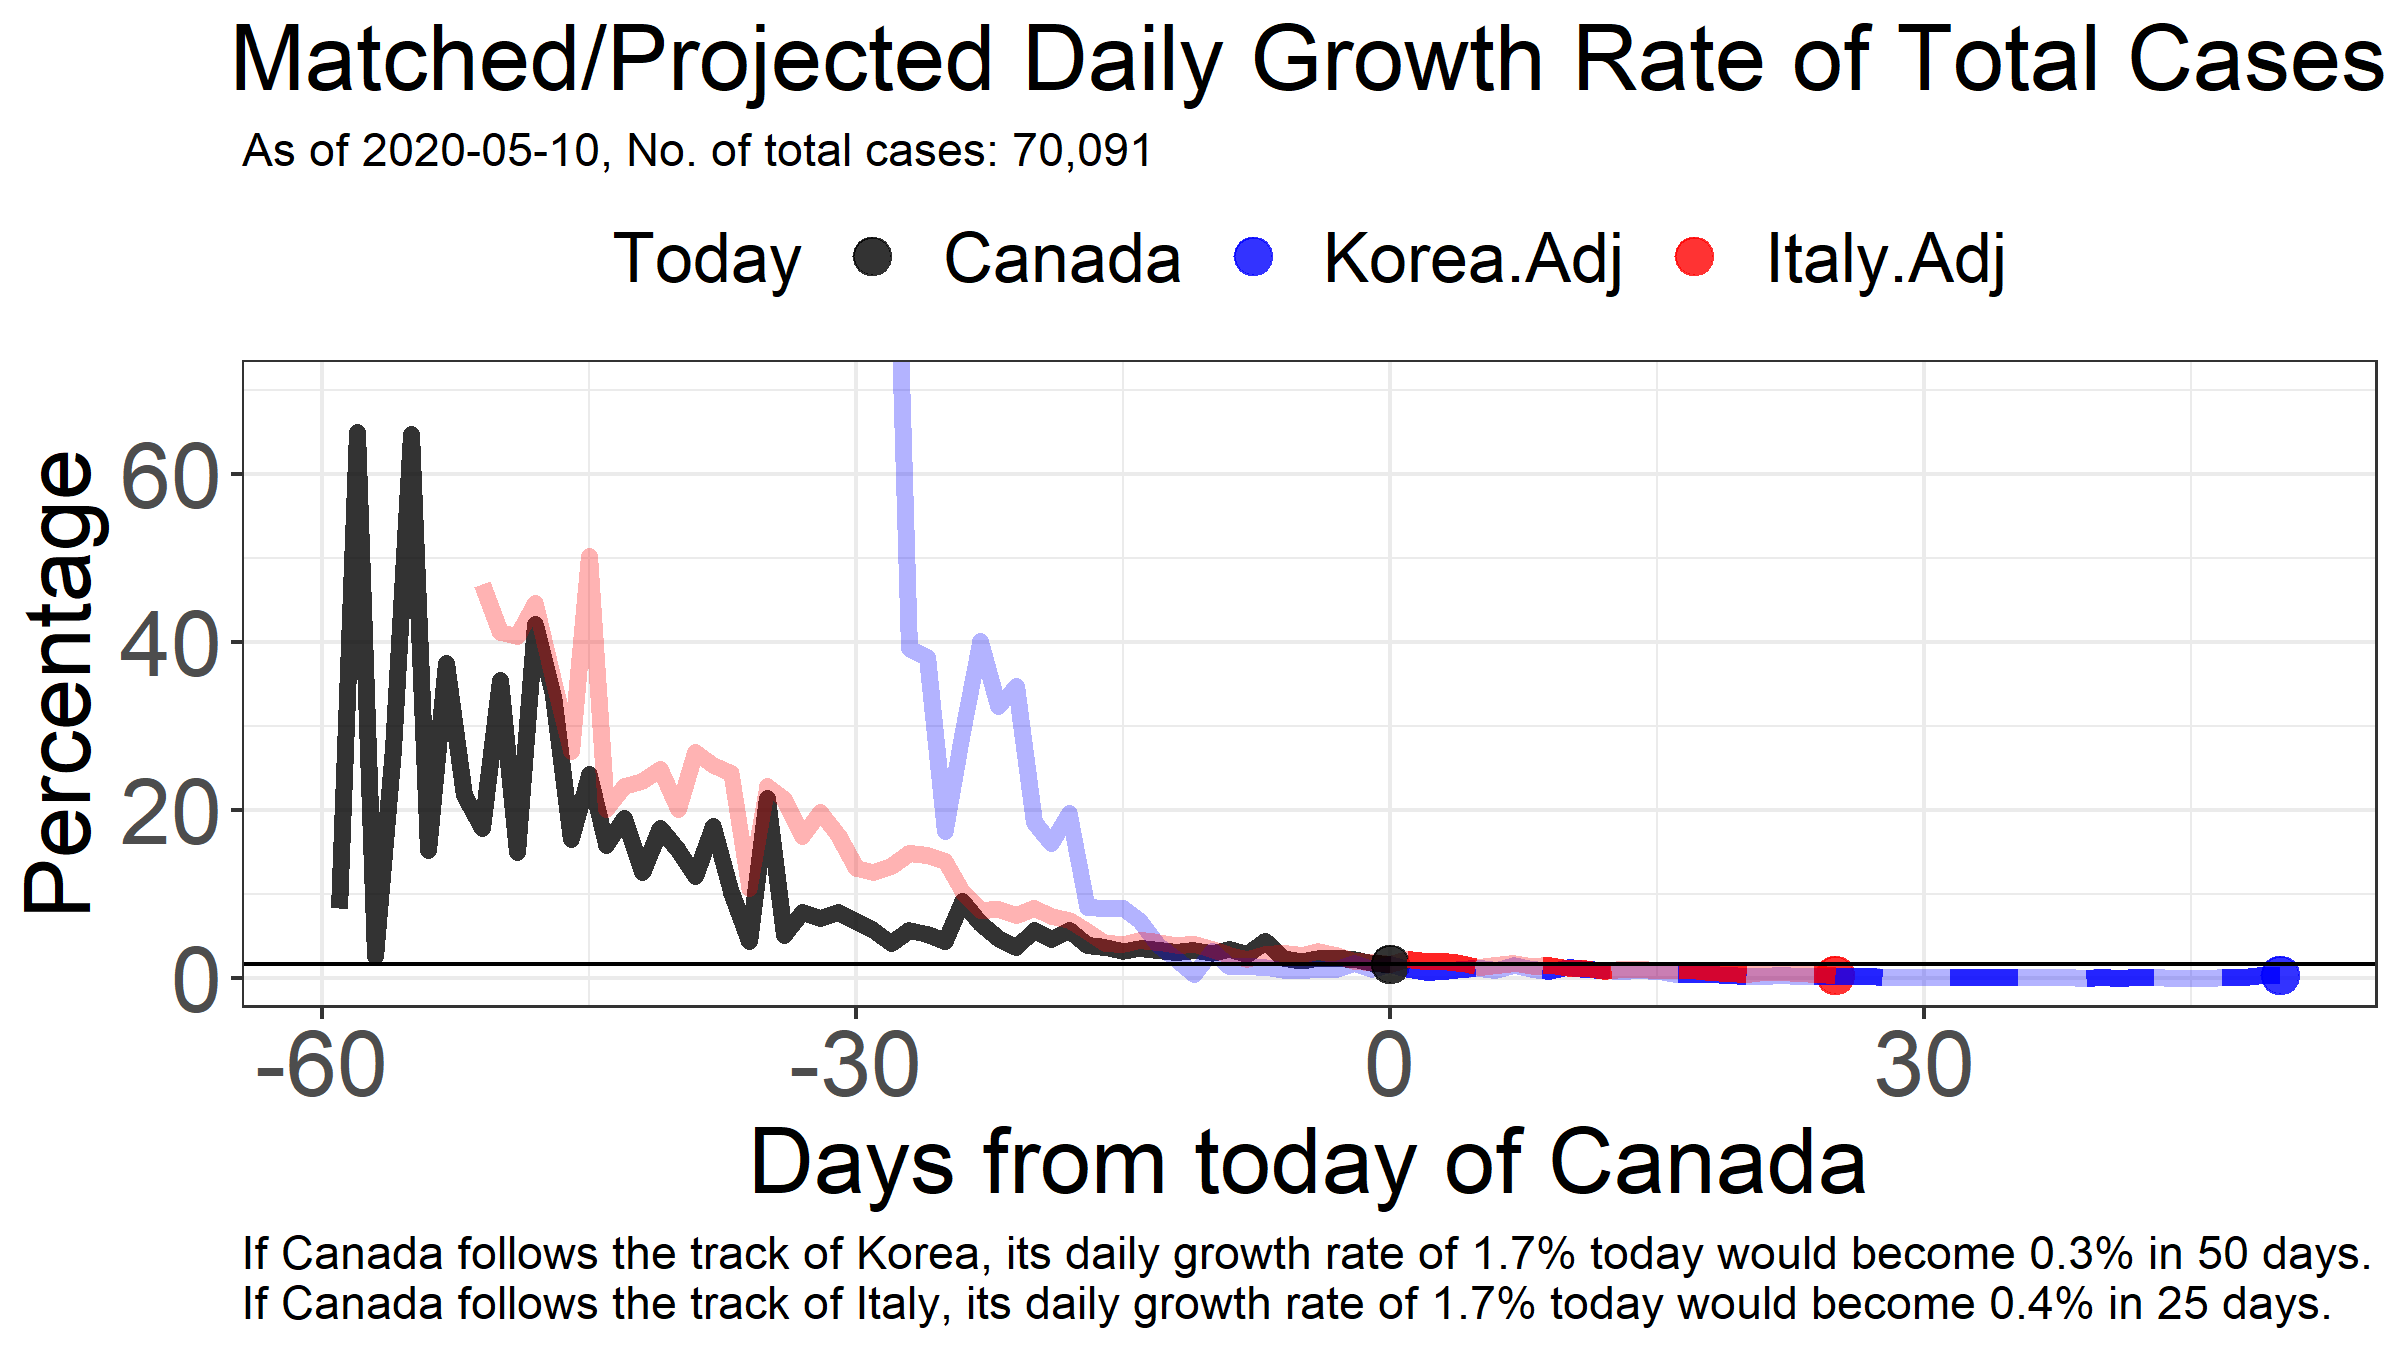 Matched/Projected Daily Growth Rate of Total Cases
As of 2020-05-10, No. of total cases: 70,091
Today Canada Korea.Adj Italy.Adj
Percentage
60
40
20
0
-60 -30 0 30
Days from today of Canada
If Canada follows the track of Korea, its daily growth rate of 1.7% today would become 0.3% in 50 days.
If Canada follows the track of Italy, its daily growth rate of 1.7% today would become 0.4% in 25 days.